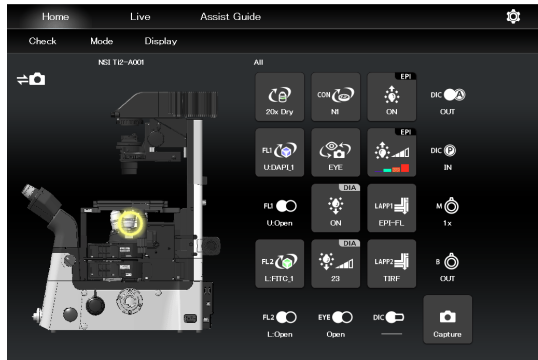 Home Live Assist Guide
Check Mode Display
NSI Ti2-A001
All
EPI
CON
DIC A
20x Dry N1 ON OUT
EPI
FL1
DIC P
U:DAPI_1 EYE IN
DIA
FL1
LAPP1
M
U:Open ON EPI-FL 1x
DIA
FL2
LAPP2
B
L:FITC_1 23 TIRF OUT
FL2 EYE DIC
L:Open Open Capture